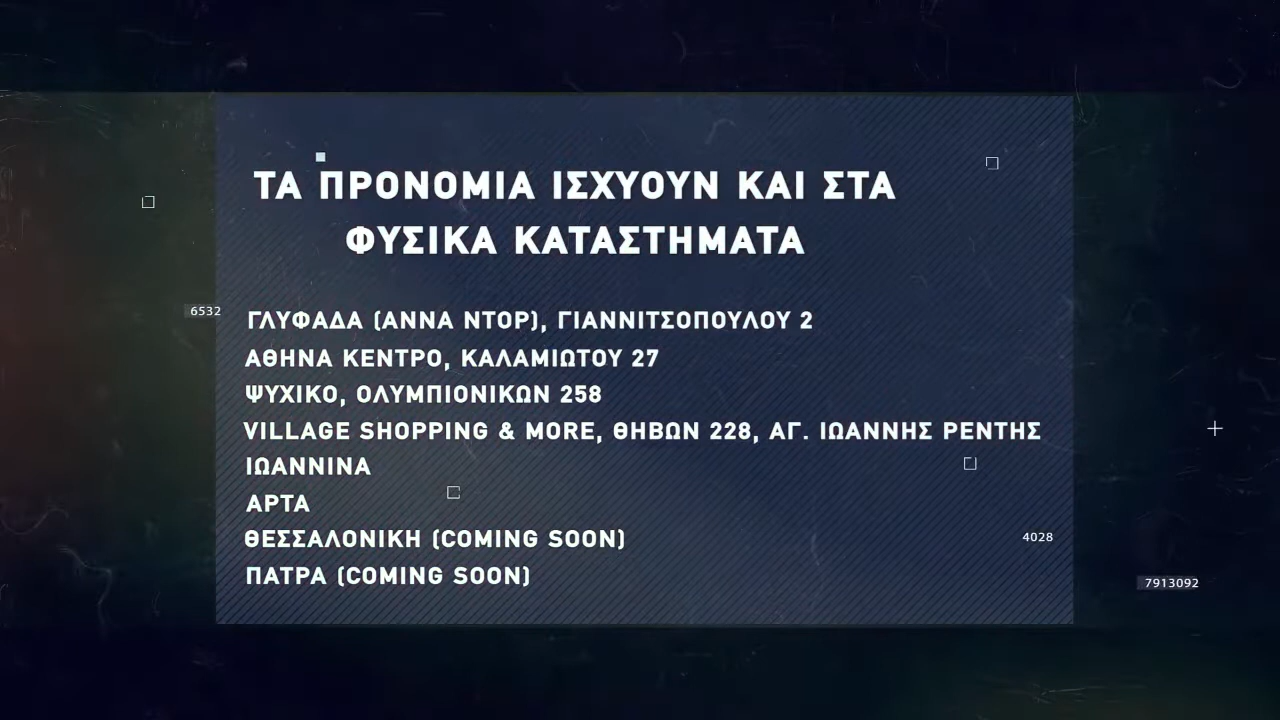 ΤΑ ΠΡΟΝΟΜΙΑ ΙΣΧΥΟΥΝ ΚΑΙ ΣΤΑ
ΦΥΣΙΚΑ ΚΑΤΑΣΤΗΜΑΤΑ
6532
ΓΛΥΦΑΔΑ (ΑΝΝΑ ΝΤΟΡ), ΓΙΑΝΝΙΤΣΟΠΟΥΛΟΥ 2
ΑΘΗΝΑ ΚΕΝΤΡΟ, ΚΑΛΑΜΙΩΤΟΥ 27
ΨΥΧΙΚΟ, ΟΛΥΜΠΙΟΝΙΚΩΝ 258
VILLAGE SHOPPING & MORE, ΘΗΒΩΝ 228, ΑΓ. ΙΩΑΝΝΗΣ ΡΕΝΤΗΣ
ΙΩΑΝΝΙΝΑ
ΑΡΤΑ
ΘΕΣΣΑΛΟΝΙΚΗ (COMING SOON)
4028
ΠΑΤΡΑ (COMING SOON)
7913092